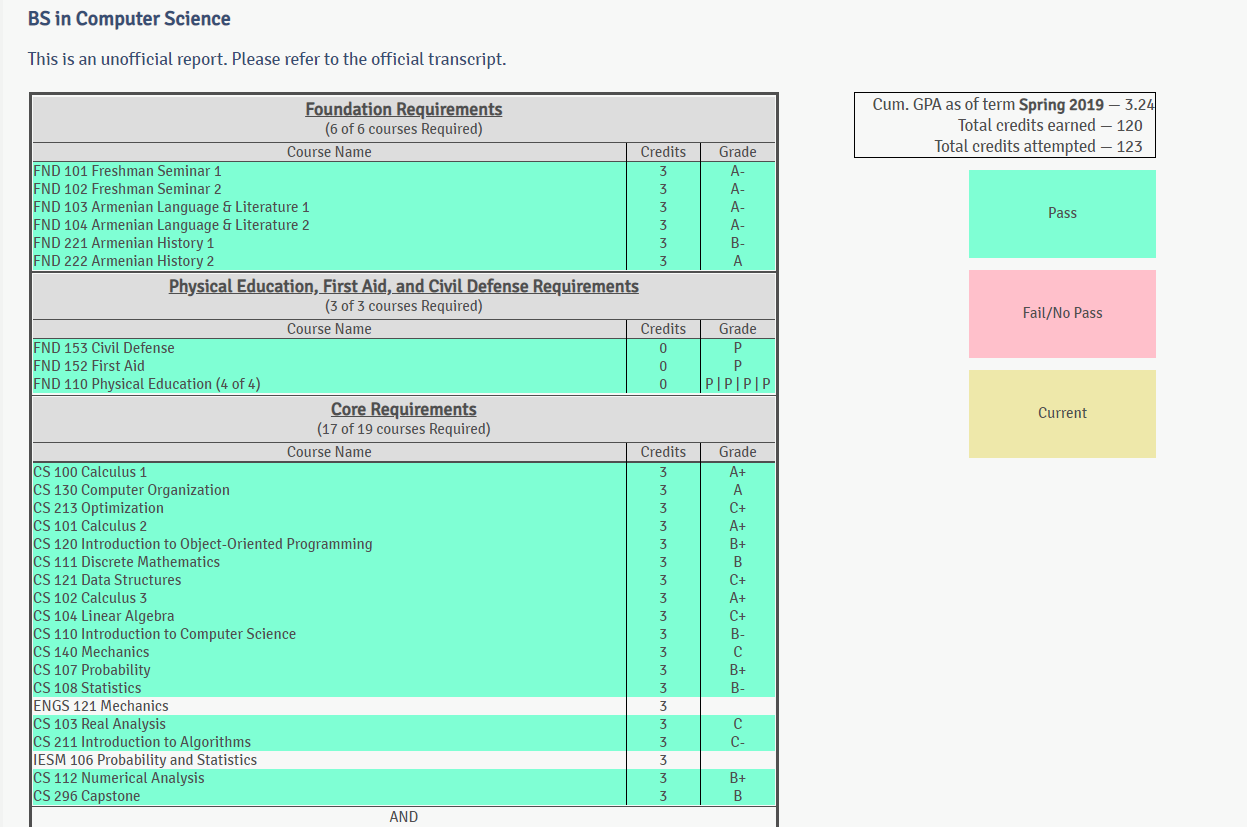 BS in Computer Science
This is an unofficial report. Please refer to the official transcript.
Foundation Requirements
(6 of 6 courses Required)
Course Name Credits Grade
FND 101 Freshman Seminar 1 3 A-
FND 102 Freshman Seminar 2 3 A-
FND 103 Armenian Language & Literature 1 3 A-
FND 104 Armenian Language & Literature 2 3 A-
FND 221 Armenian History 1 3 B-
FND 222 Armenian History 2 3 A
Physical Education, First Aid, and Civil Defense Requirements
(3 of 3 courses Required)
Course Name Credits Grade
FND 153 Civil Defense 0 P
FND 152 First Aid 0 P
FND 110 Physical Education (4 of 4) 0 P | P | P | P
Core Requirements
(17 of 19 courses Required)
Course Name Credits Grade
CS 100 Calculus 1 3 A+
CS 130 Computer Organization 3 A
CS 213 Optimization 3 C+
CS 101 Calculus 2 3 A+
CS 120 Introduction to Object-Oriented Programming 3 B+
CS 111 Discrete Mathematics 3 B
CS 121 Data Structures 3 C+
CS 102 Calculus 3 3 A+
CS 104 Linear Algebra 3 C+
CS 110 Introduction to Computer Science 3 B-
CS 140 Mechanics 3 C
CS 107 Probability 3 B+
CS 108 Statistics 3 B-
ENGS 121 Mechanics 3
CS 103 Real Analysis 3 C
CS 211 Introduction to Algorithms 3 C-
IESM 106 Probability and Statistics 3
CS 112 Numerical Analysis 3 B+
CS 296 Capstone 3 B
AND
Cum. GPA as of term Spring 2019 — 3.24
Total credits earned — 120
Total credits attempted — 123
Pass
Fail/No Pass
Current